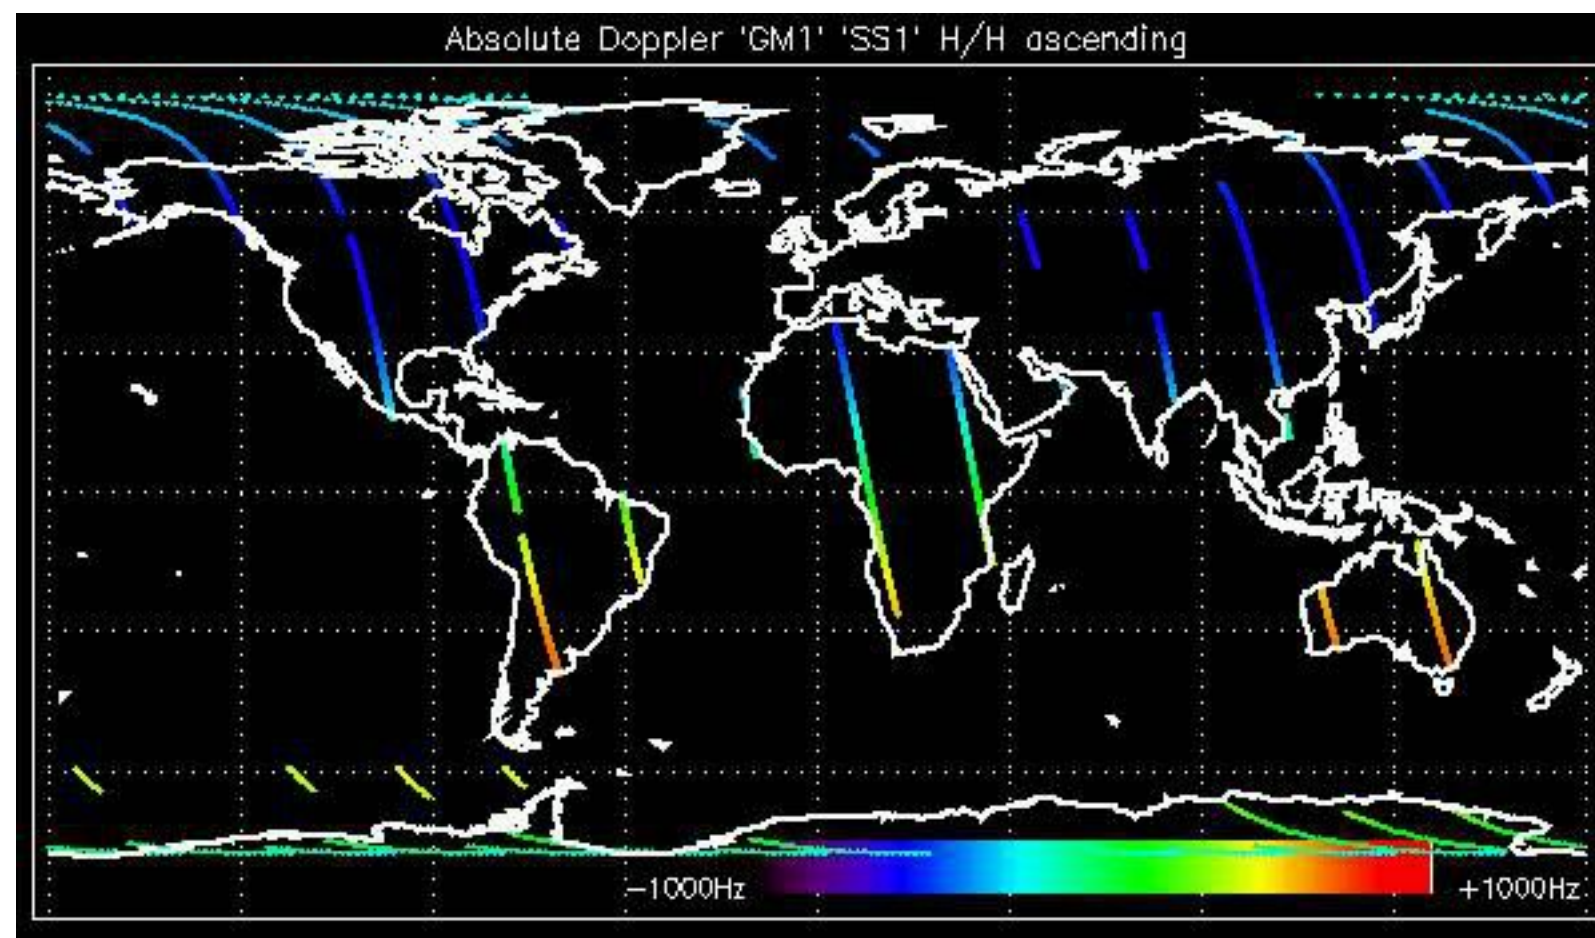 Absolute Doppler 'GM1' 'SS1' H/H ascending
−1000Hz
+1000Hz